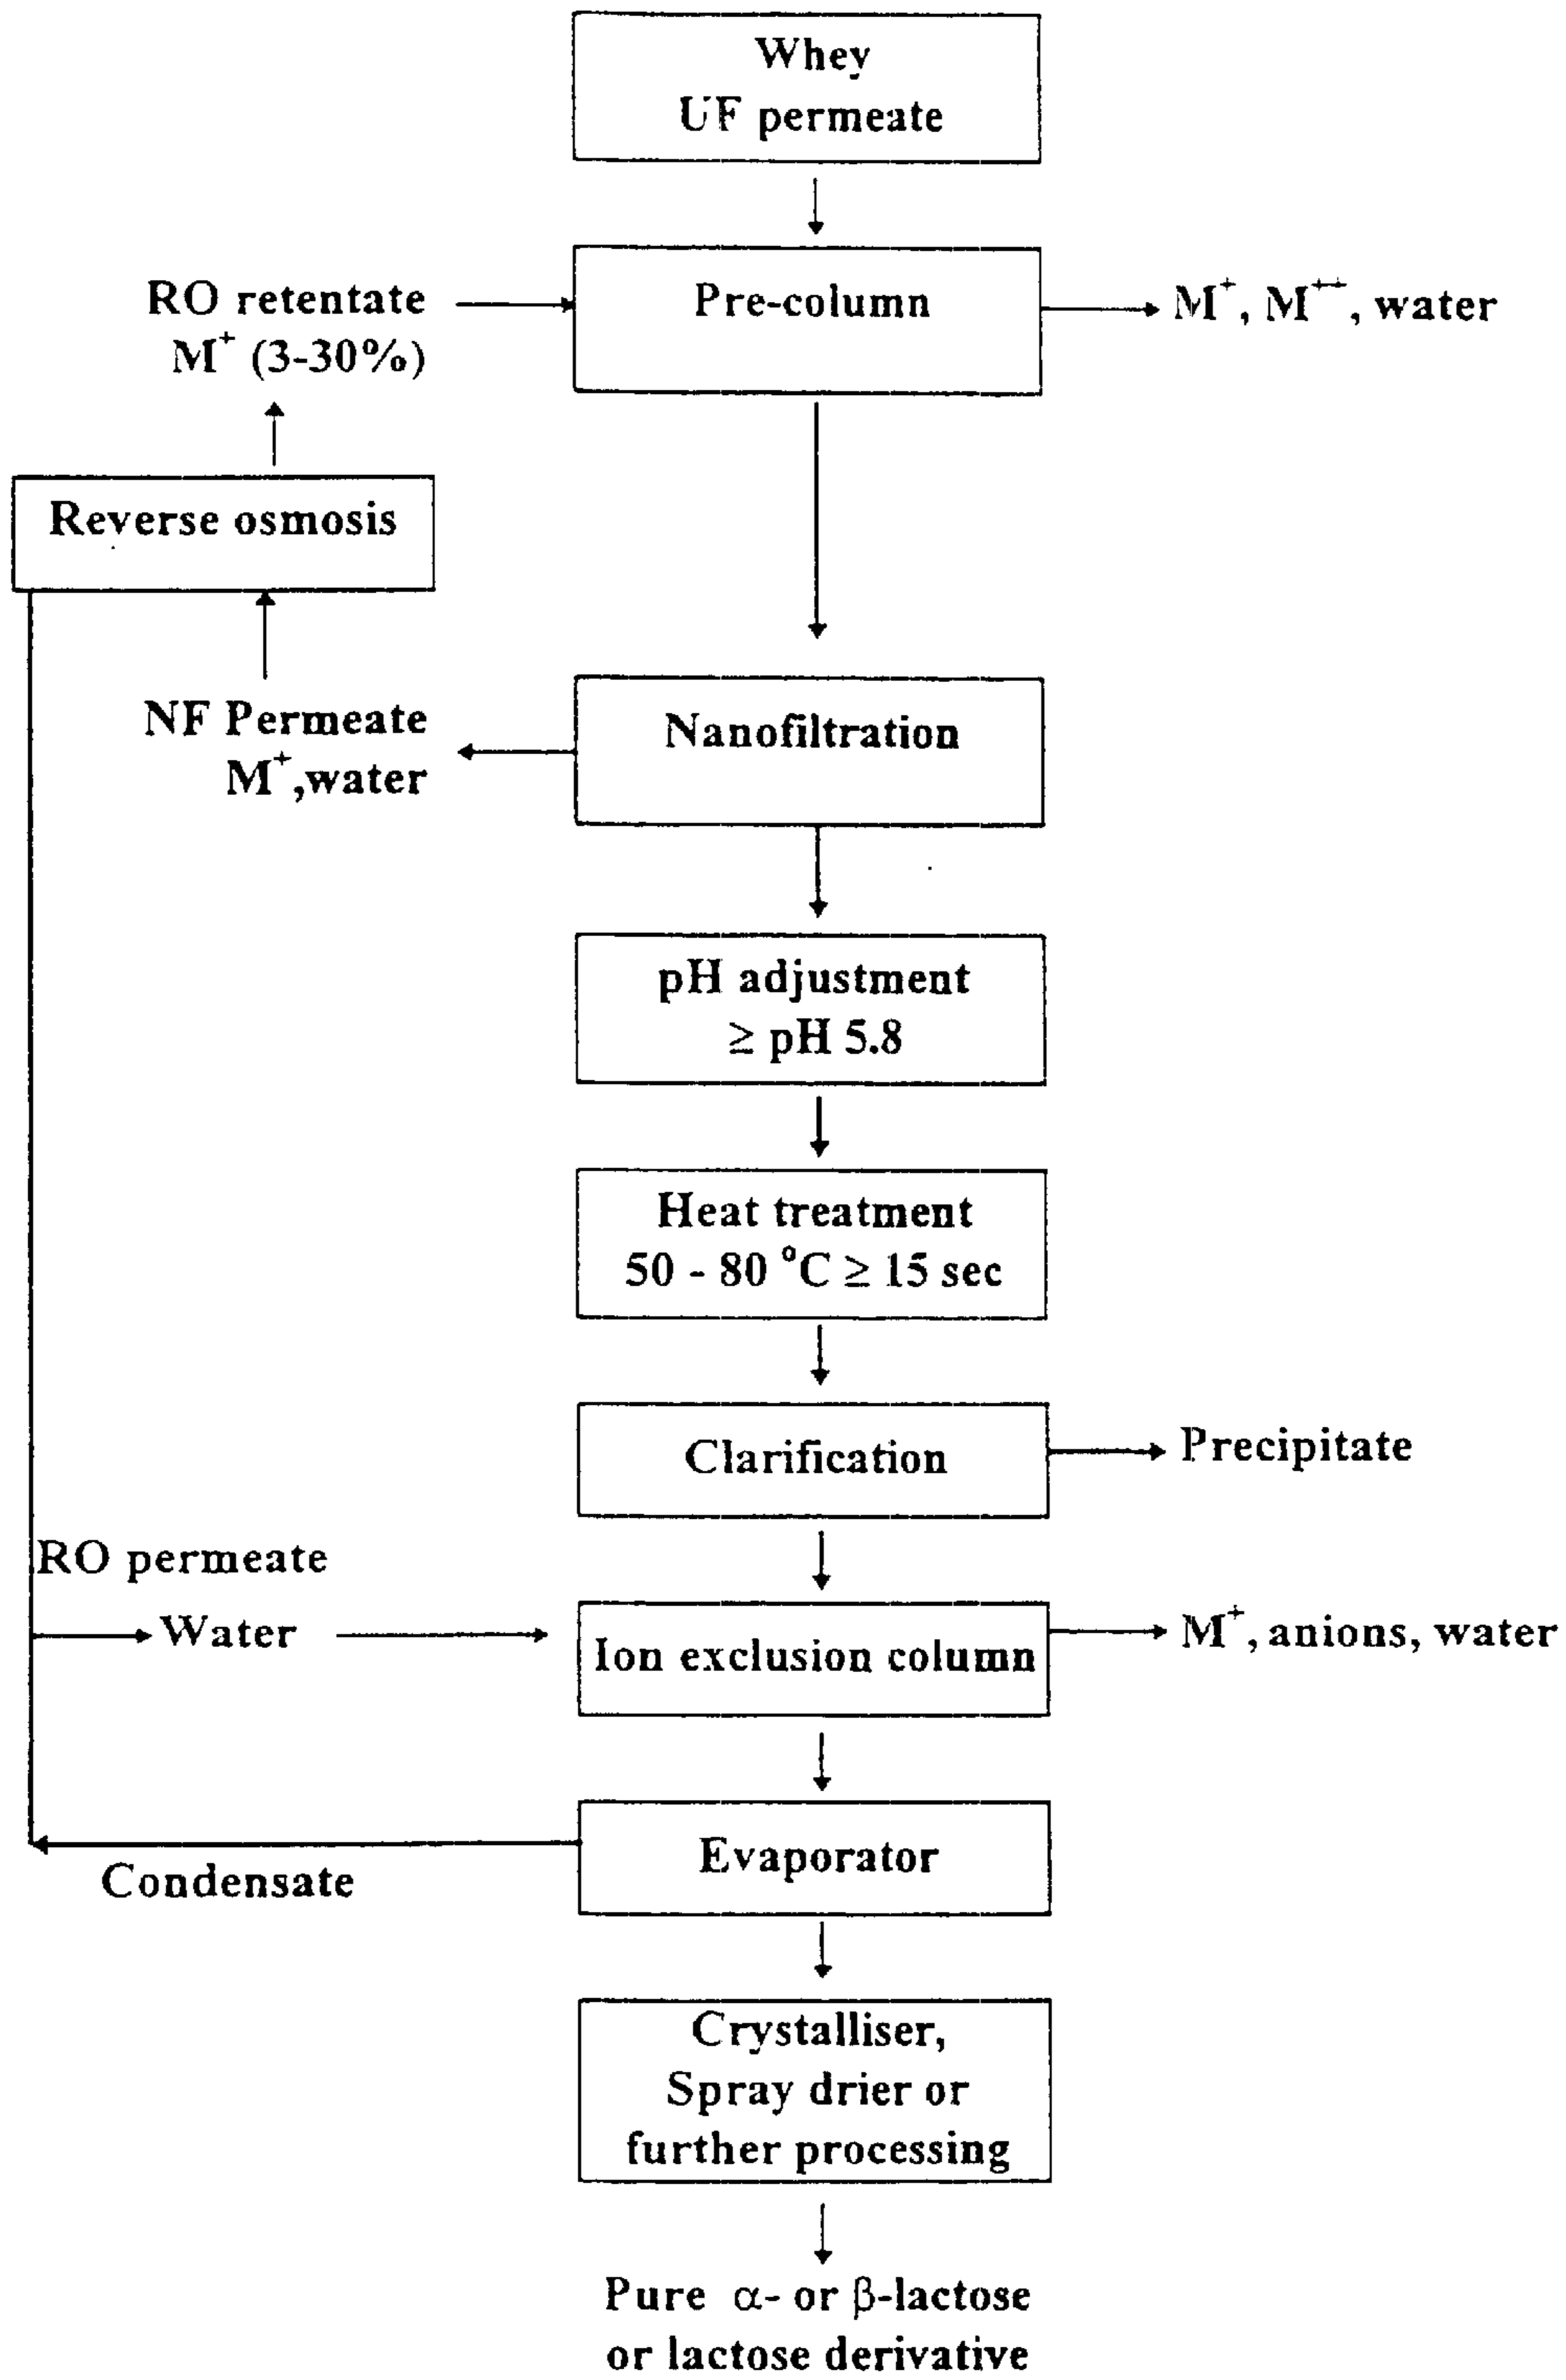 Whey
UF permeate
RO retentate
M⁺ (3-30%)
Pre-column
M⁺, M⁺⁺, water
Reverse osmosis
NF Permeate
M⁺,water
Nanofiltration
pH adjustment
≥ pH 5.8
Heat treatment
50 - 80 °C ≥ 15 sec
Clarification
Precipitate
RO permeate
Water
Ion exclusion column
M⁺, anions, water
Evaporator
Condensate
Crystalliser,
Spray drier or
further processing
Pure α- or β-lactose
or lactose derivative